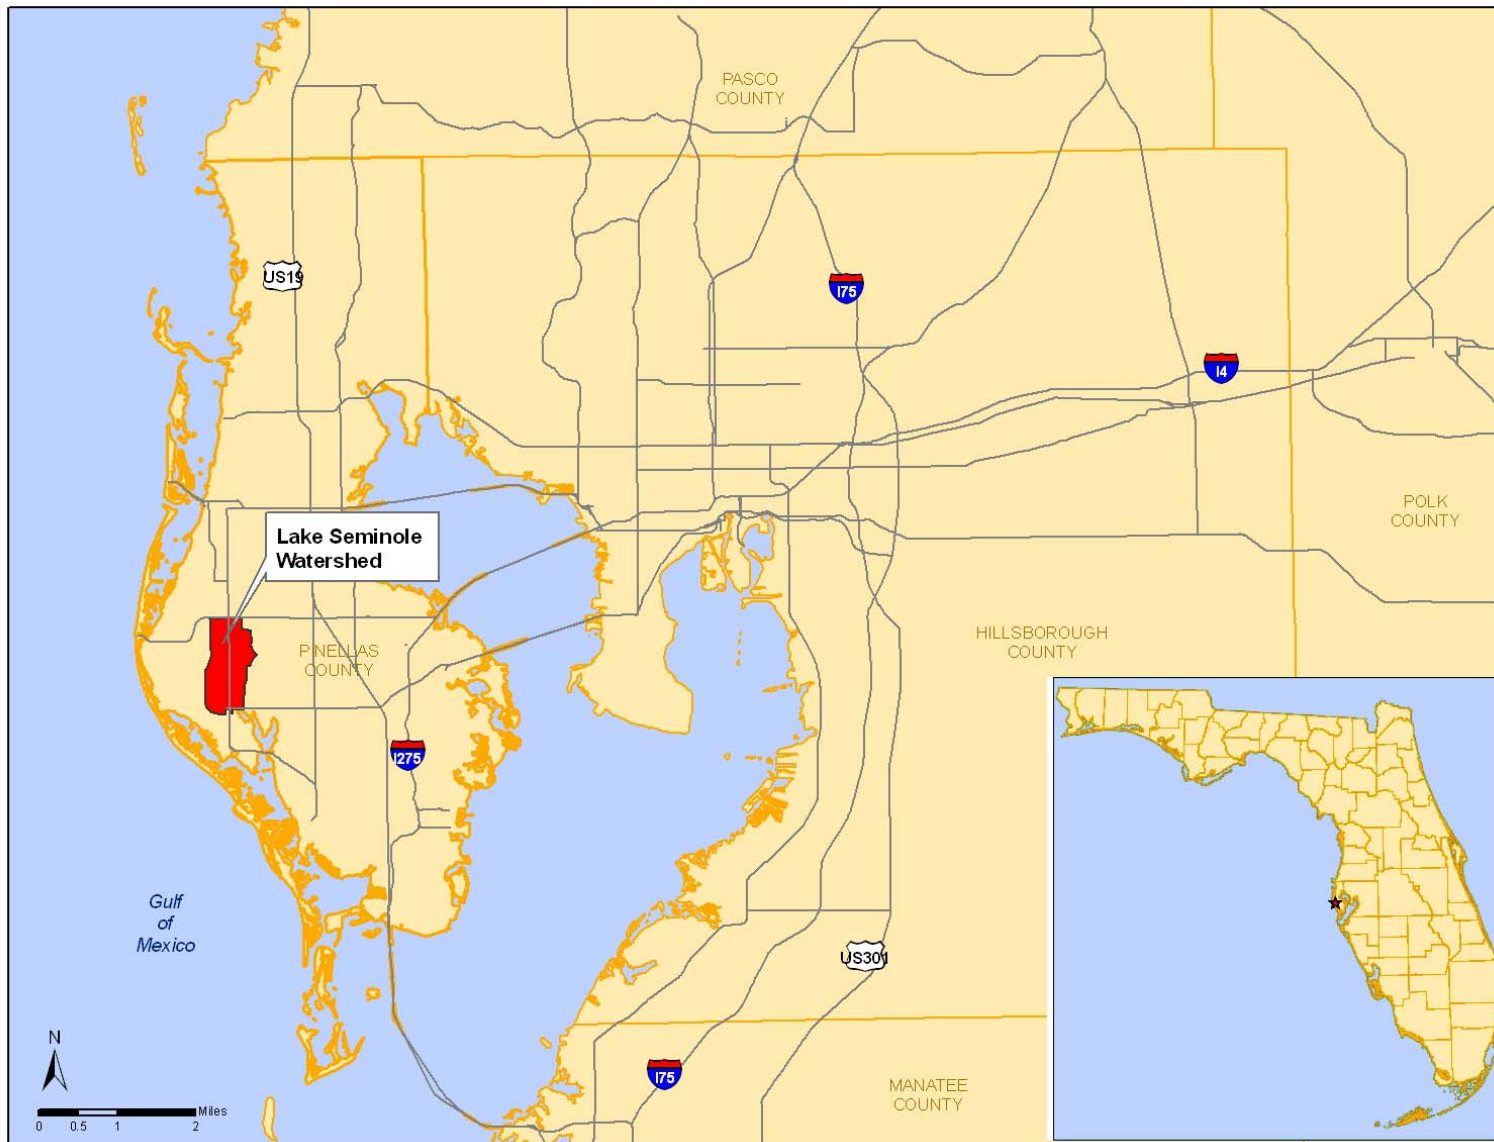 PASCO
COUNTY
US19
I75
I4
POLK
COUNTY
Lake Seminole
Watershed
HILLSBOROUGH
COUNTY
PINELLAS
COUNTY
I275
Gulf
of
Mexico
US301
N
I75
MANATEE
COUNTY
Miles
0 0.5 1 2